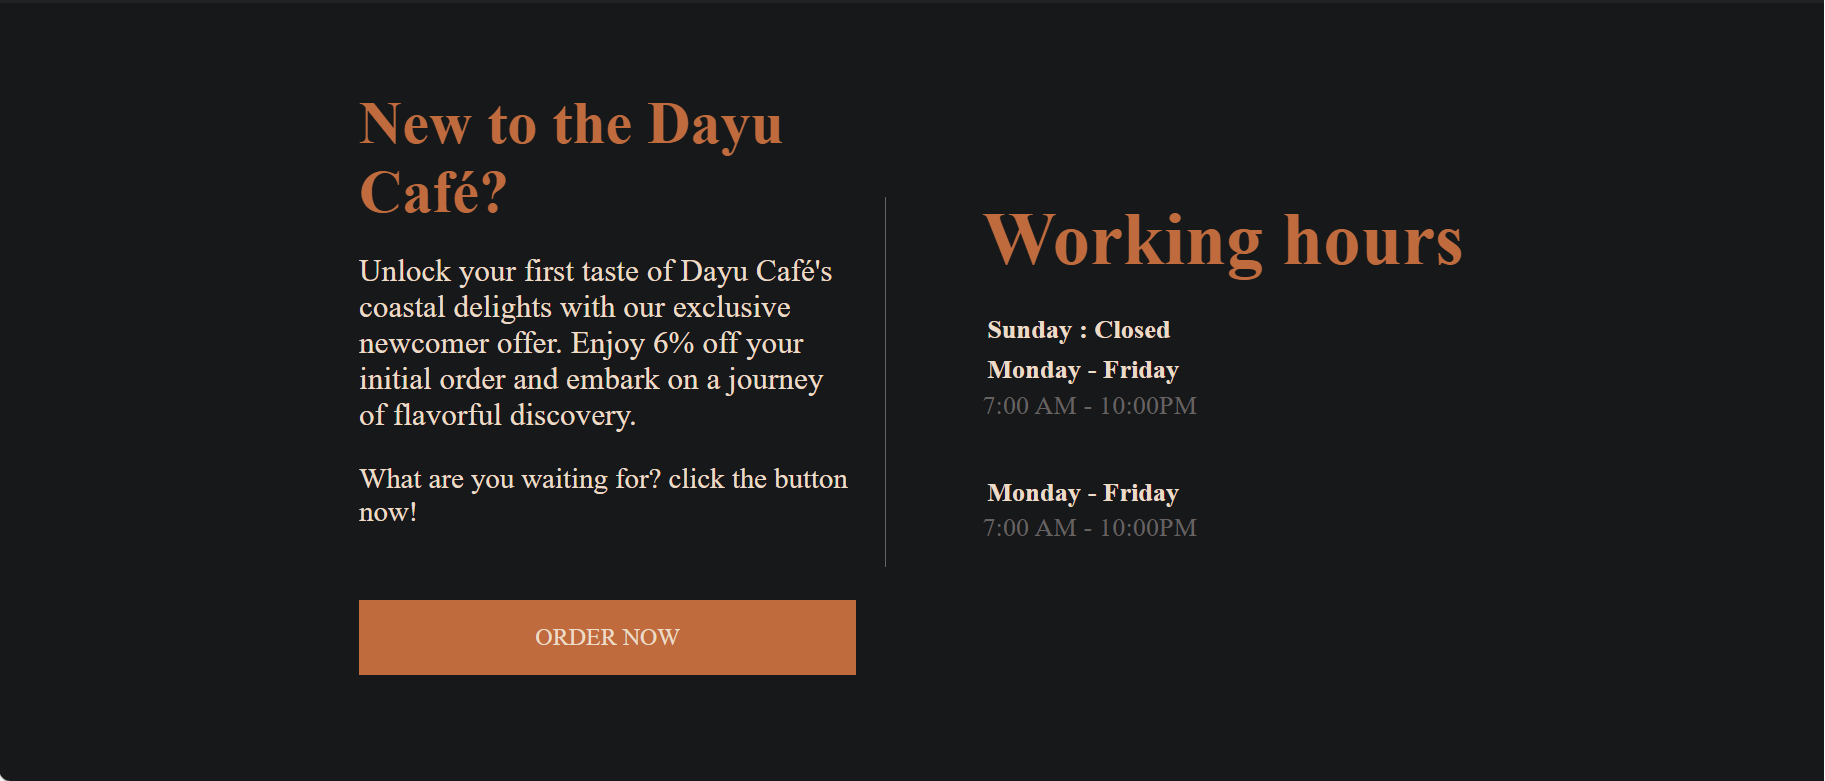 New to the Dayu
Café?
Unlock your first taste of Dayu Café's
coastal delights with our exclusive
newcomer offer. Enjoy 6% off your
initial order and embark on a journey
of flavorful discovery.
What are you waiting for? click the button
now!
ORDER NOW
Working hours
Sunday : Closed
Monday - Friday
7:00 AM - 10:00PM
Monday - Friday
7:00 AM - 10:00PM